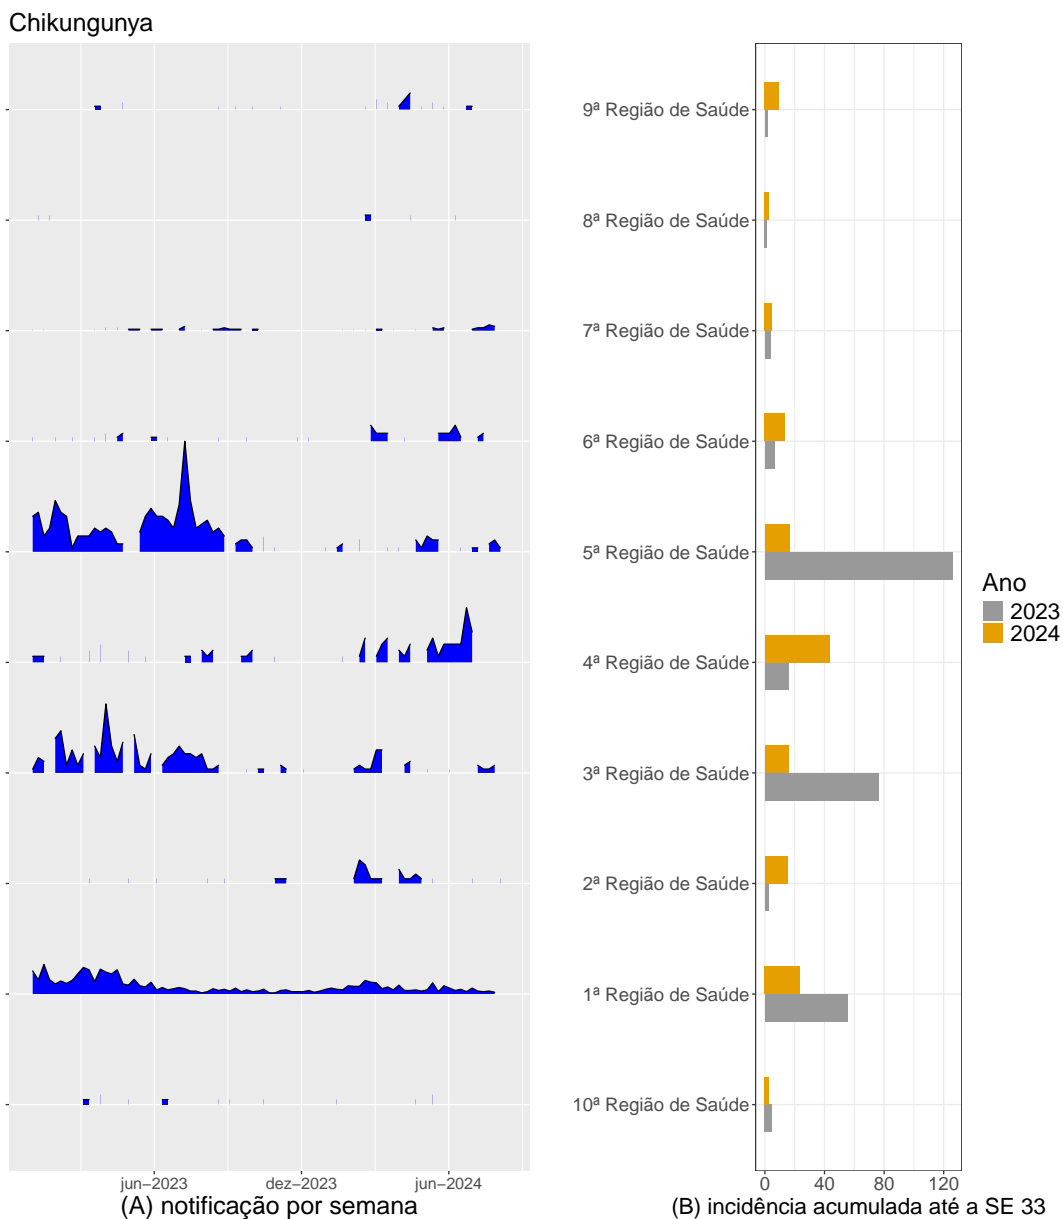 Chikungunya
9ª Região de Saúde
8ª Região de Saúde
7ª Região de Saúde
6ª Região de Saúde
5ª Região de Saúde
4ª Região de Saúde
3ª Região de Saúde
2ª Região de Saúde
1ª Região de Saúde
10ª Região de Saúde
jun–2023 dez–2023 jun–2024
(A) notificação por semana
0 40 80 120
(B) incidência acumulada até a SE 33
Ano
2023
2024